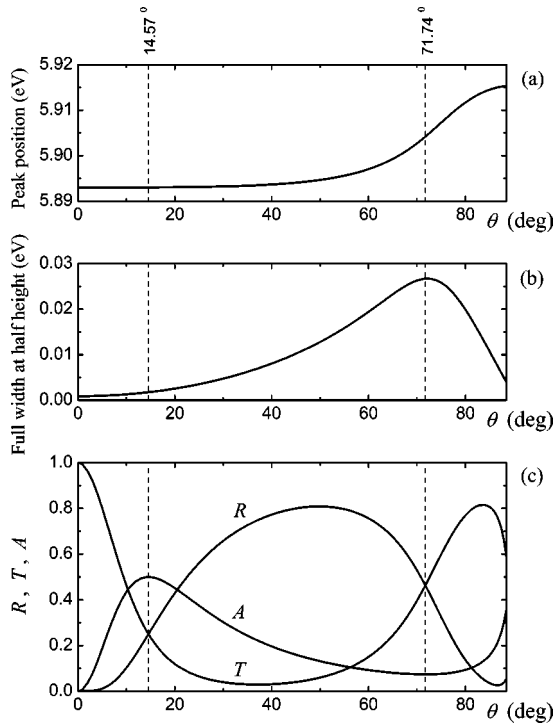 14.57 °
71.74 °
(a)
Peak position (eV)
5.92
5.91
5.90
5.89
0
20
40
60
80
θ (deg)
(b)
Full width at half height (eV)
0.03
0.02
0.01
0.00
0
20
40
60
80
θ (deg)
(c)
R , T , A
1.0
0.8
0.6
0.4
0.2
0.0
R
A
T
0
20
40
60
80
θ (deg)